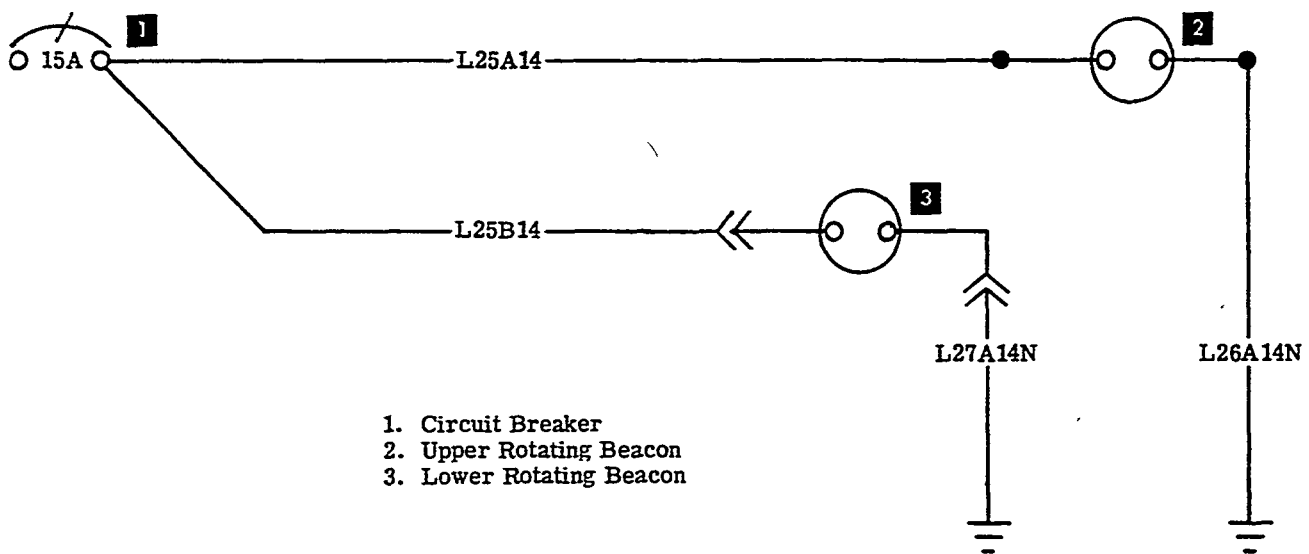 1
2
15A
L25A14
3
L25B14
L27A14N
L26A14N
1. Circuit Breaker
2. Upper Rotating Beacon
3. Lower Rotating Beacon